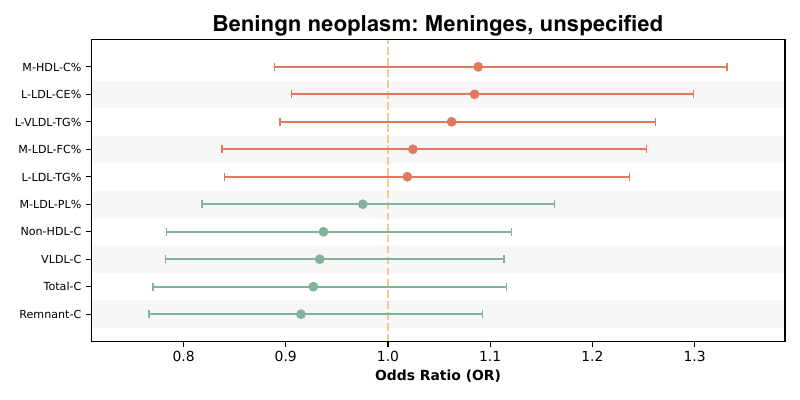 Beningn neoplasm: Meninges, unspecified
M-HDL-C%
L-LDL-CE%
L-VLDL-TG%
M-LDL-FC%
L-LDL-TG%
M-LDL-PL%
Non-HDL-C
VLDL-C
Total-C
Remnant-C
0.8 0.9 1.0 1.1 1.2 1.3
Odds Ratio (OR)